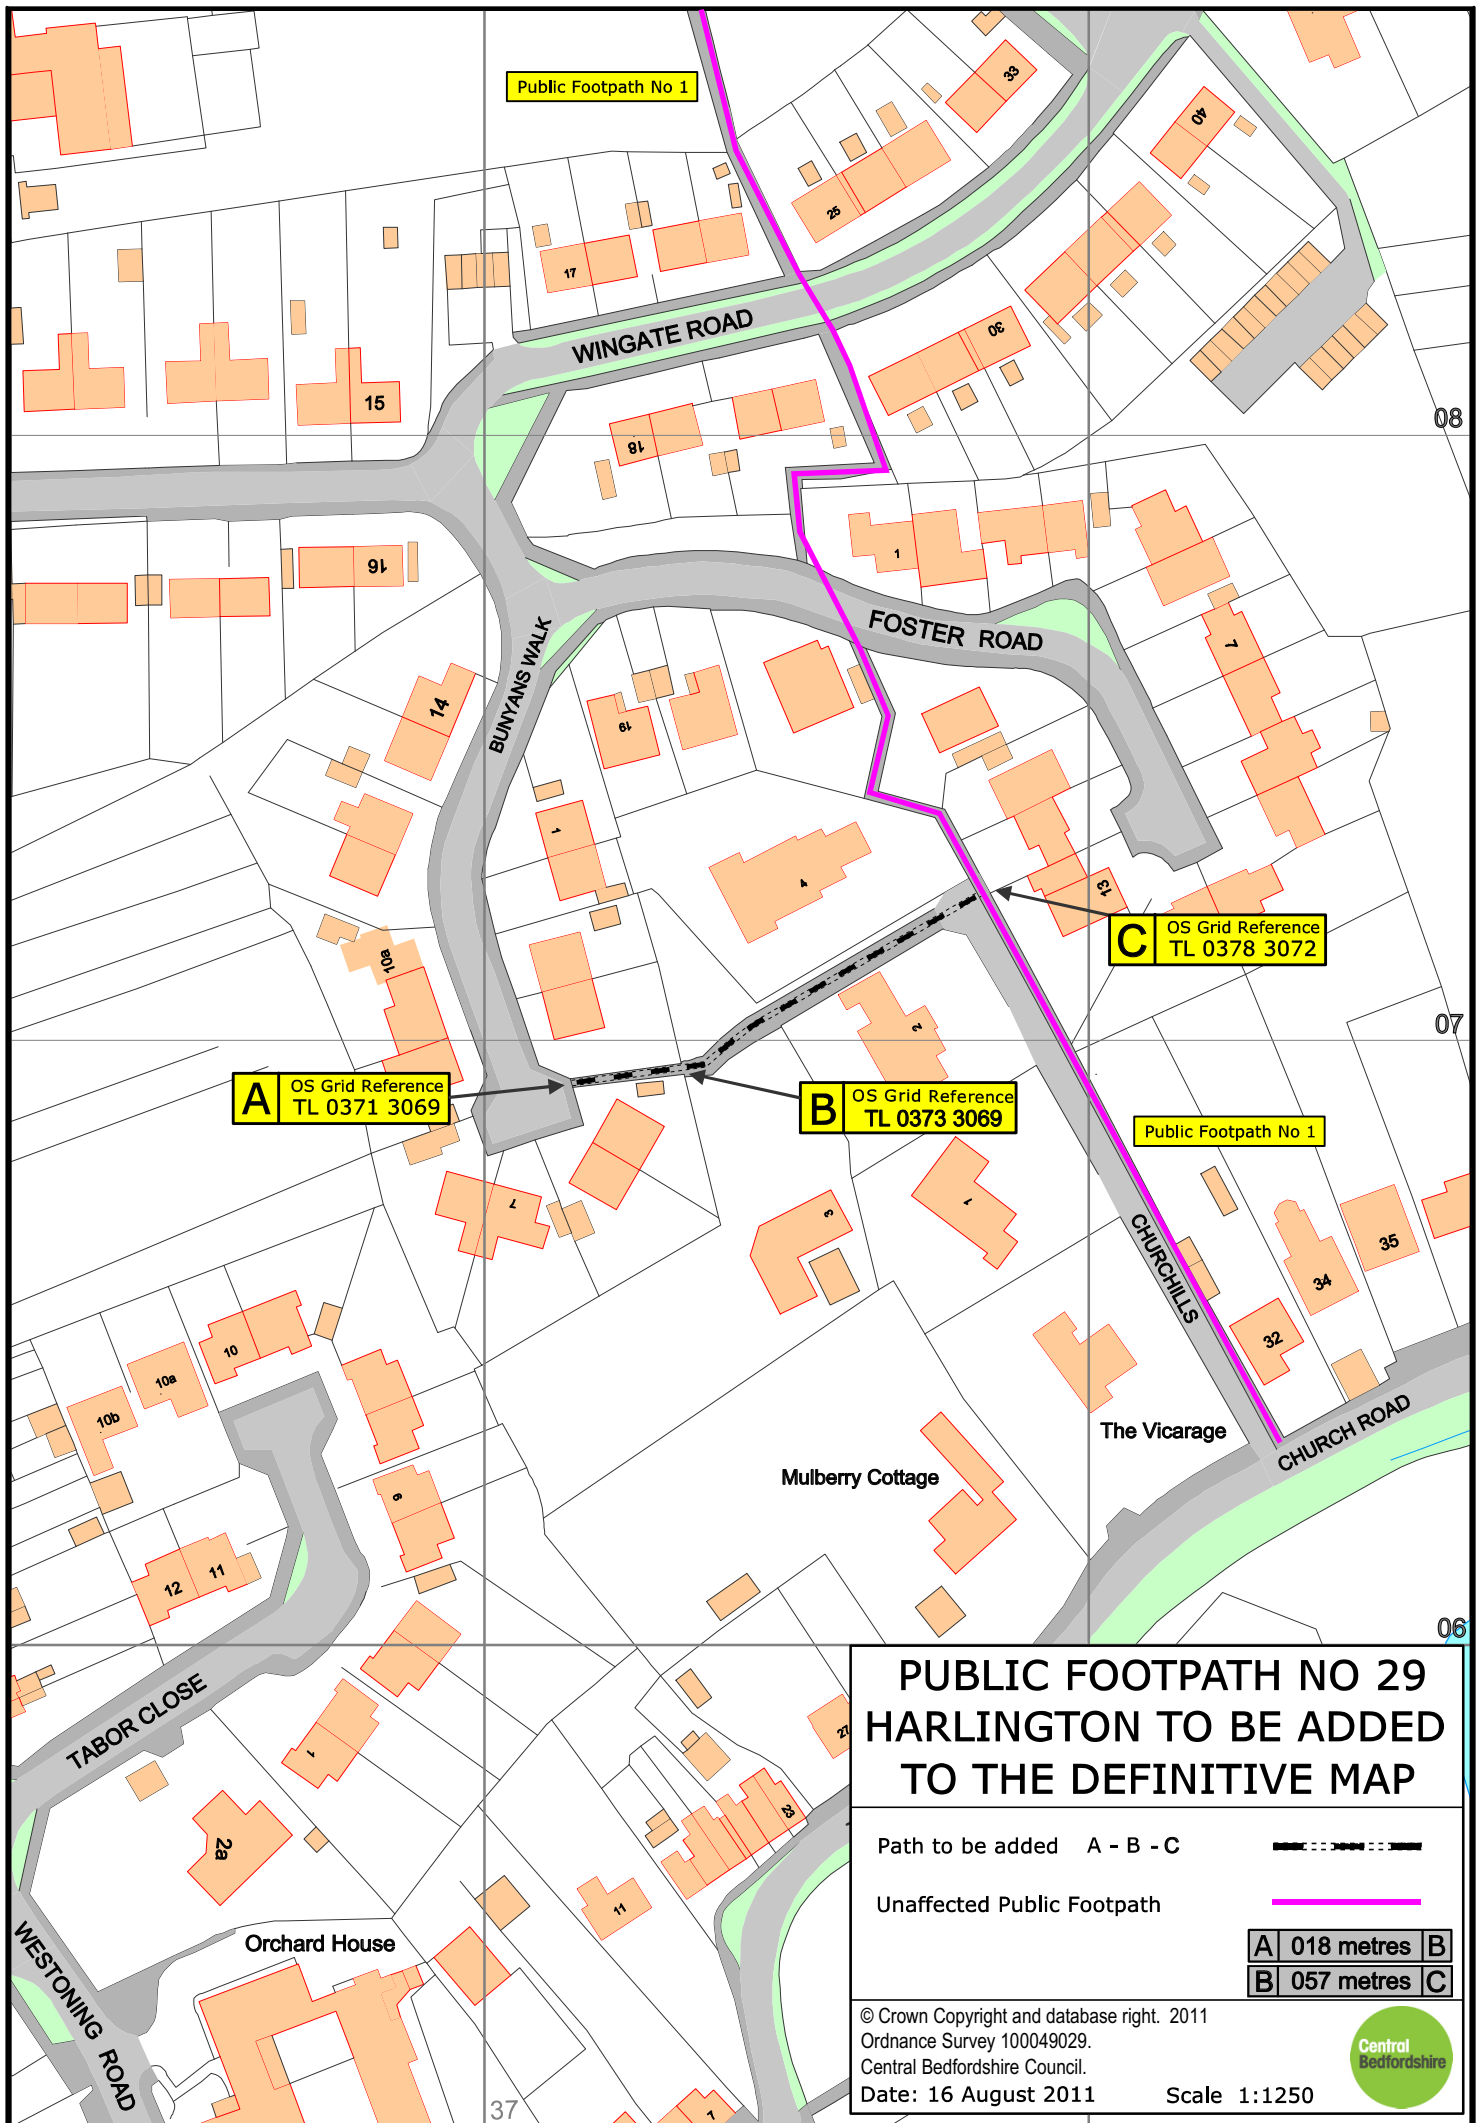 Public Footpath No 1
33
40
25
17
WINGATE ROAD
30
15
08
18
16
1
FOSTER ROAD
7
BUNYANS WALK
14
19
1
4
13
C OS Grid Reference
TL 0378 3072
10a
2
07
A OS Grid Reference
TL 0371 3069
B OS Grid Reference
TL 0373 3069
Public Footpath No 1
7
3
1
CHURCHILLS
35
34
32
10
10a
10b
CHURCH ROAD
The Vicarage
Mulberry Cottage
6
12
11
06
TABOR CLOSE
1
27
23
2a
11
WESTONING ROAD
Orchard House
37
7
PUBLIC FOOTPATH NO 29
HARLINGTON TO BE ADDED
TO THE DEFINITIVE MAP
Path to be added A - B - C
Unaffected Public Footpath
A 018 metres B
B 057 metres C
© Crown Copyright and database right. 2011
Ordnance Survey 100049029.
Central Bedfordshire Council.
Date: 16 August 2011 Scale 1:1250
Central
Bedfordshire